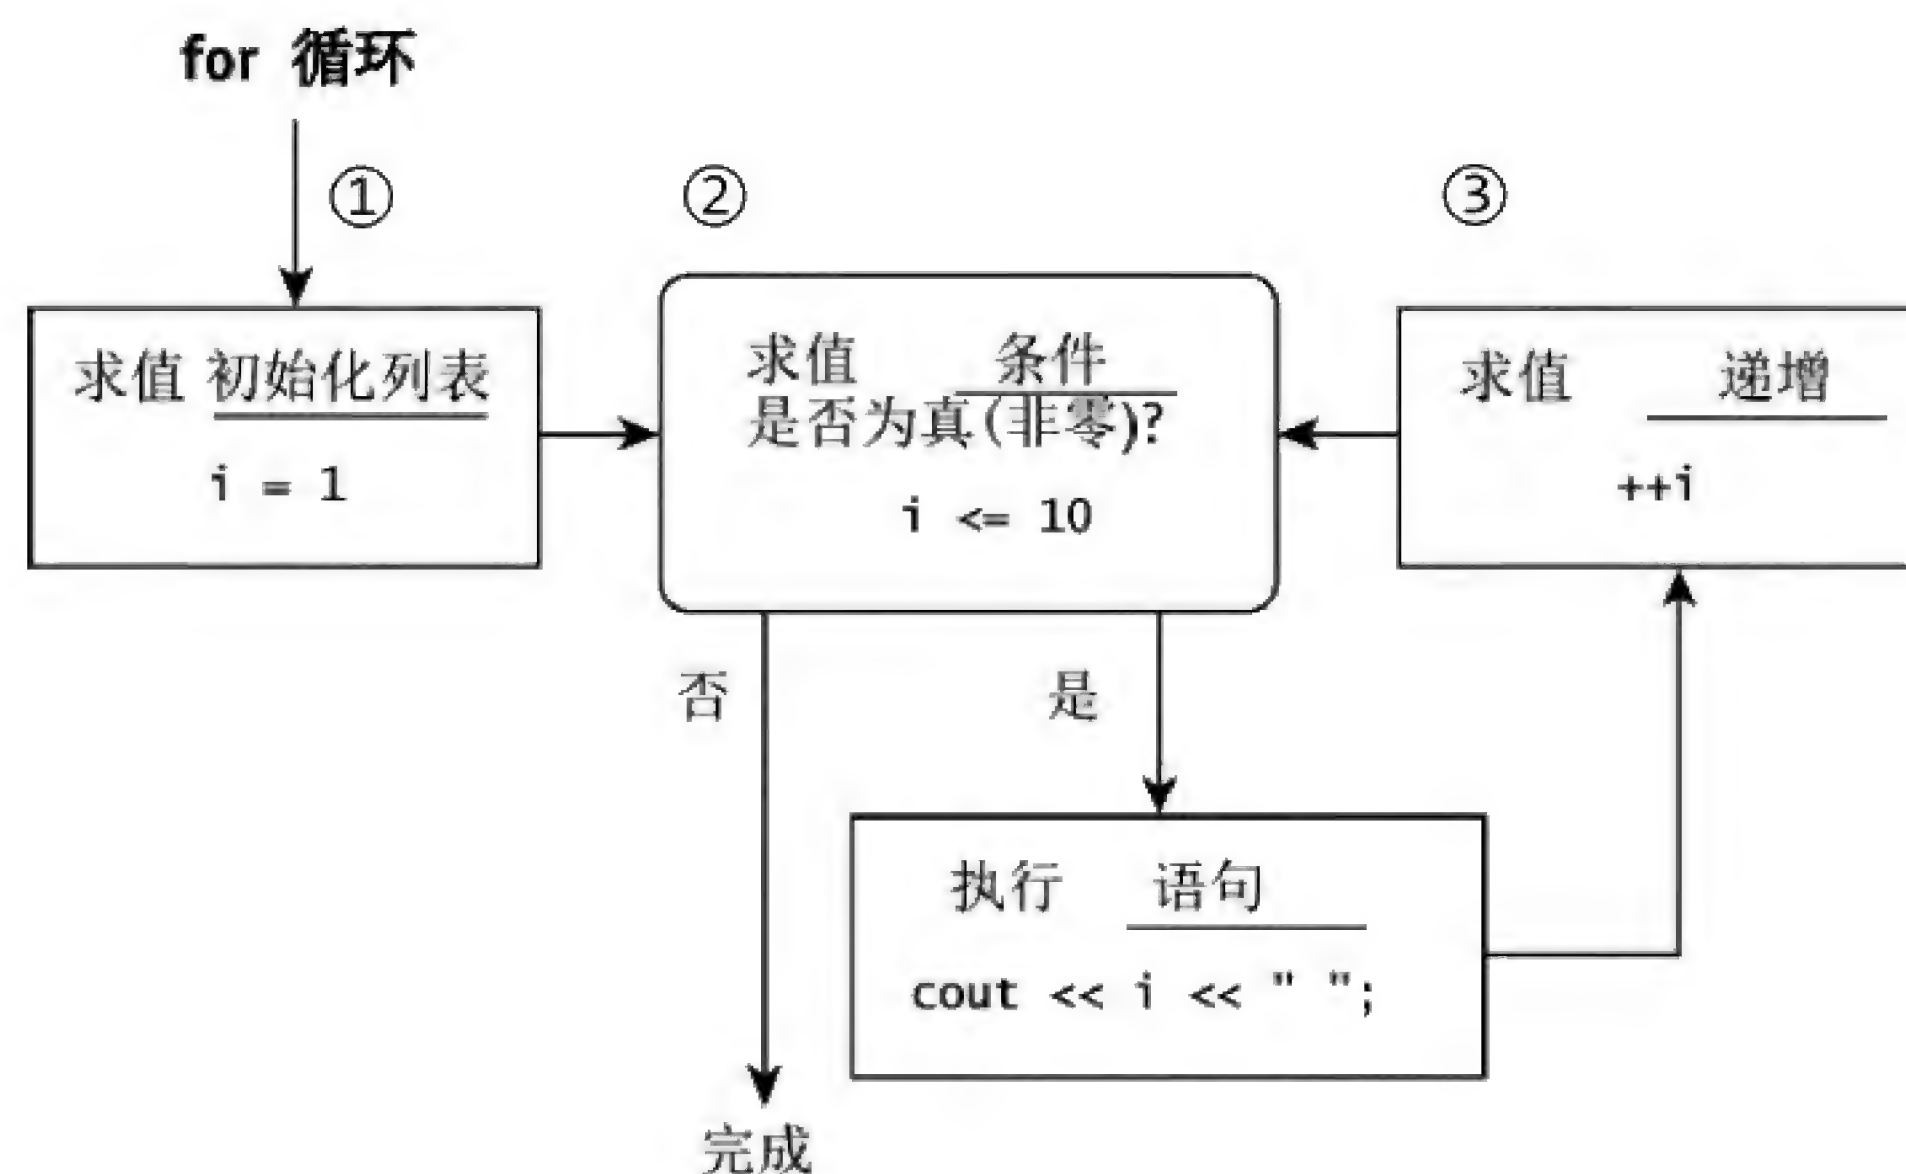 for 循环
①
②
③
求值 初始化列表
i = 1
求值 条件
是否为真(非零)?
i <= 10
求值 递增
++i
否
是
执行 语句
cout << i << " ";
完成